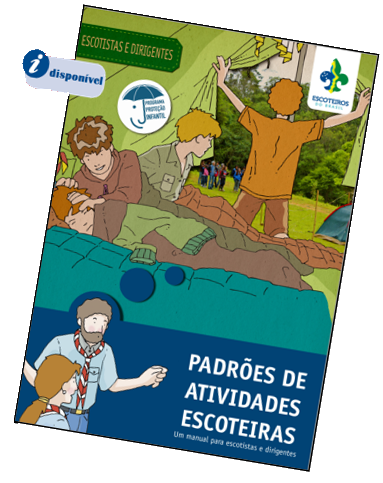 ESCOTISTAS E DIRIGENTES
i
disponível
PROGRAMA
PROTEÇÃO
INFANTIL
ESCOTEIROS
DO BRASIL
PADRÕES DE
ATIVIDADES
ESCOTEIRAS
Um manual para escotistas e dirigentes